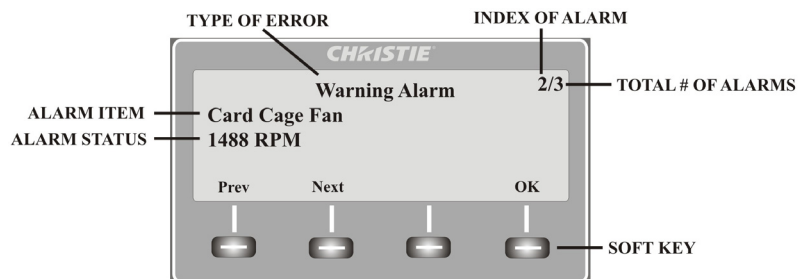 TYPE OF ERROR
INDEX OF ALARM
CHRISTIE
Warning Alarm
2/3
TOTAL # OF ALARMS
ALARM ITEM
Card Cage Fan
ALARM STATUS
1488 RPM
Prev
Next
OK
SOFT KEY